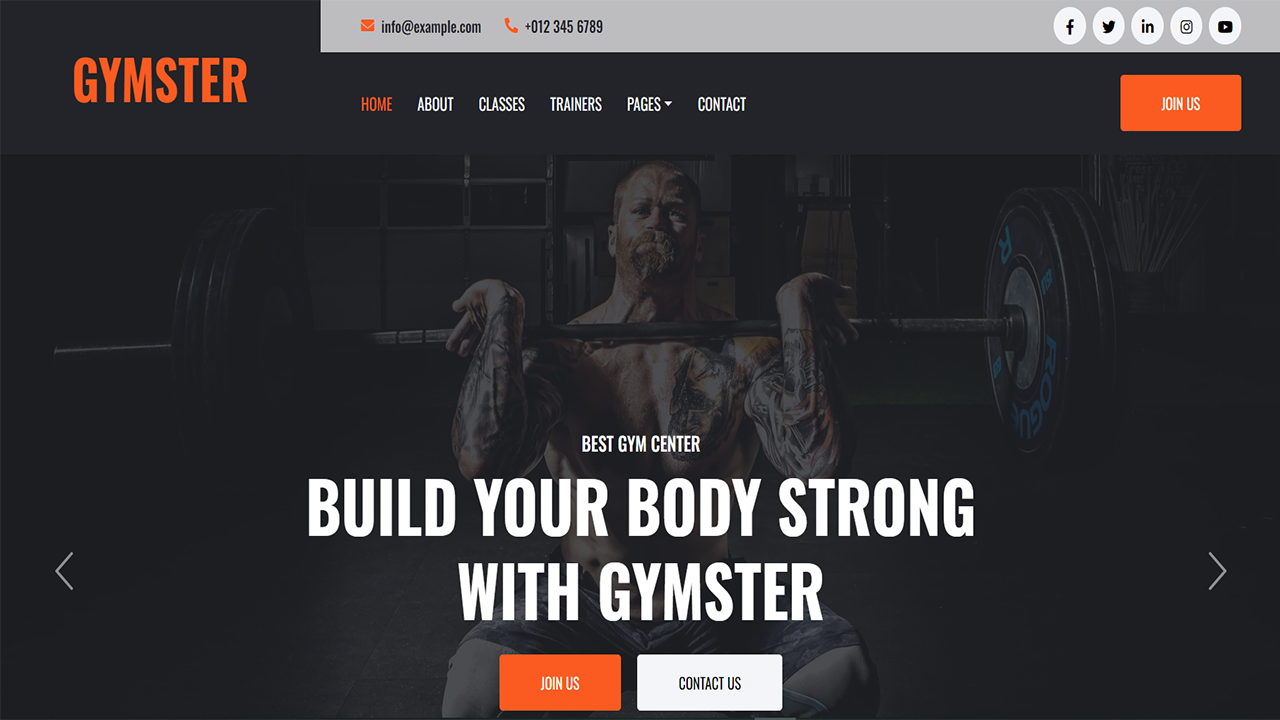 info@example.com +012 345 6789
GYMSTER
HOME ABOUT CLASSES TRAINERS PAGES CONTACT JOIN US
BEST GYM CENTER
BUILD YOUR BODY STRONG
WITH GYMSTER
JOIN US CONTACT US